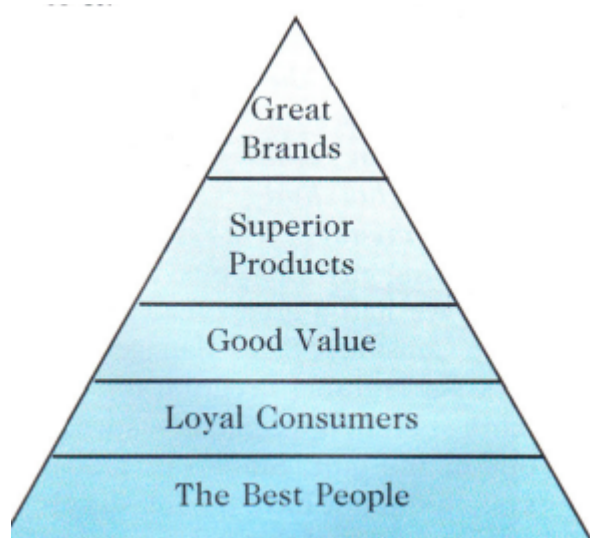 Great
Brands
Superior
Products
Good Value
Loyal Consumers
The Best People